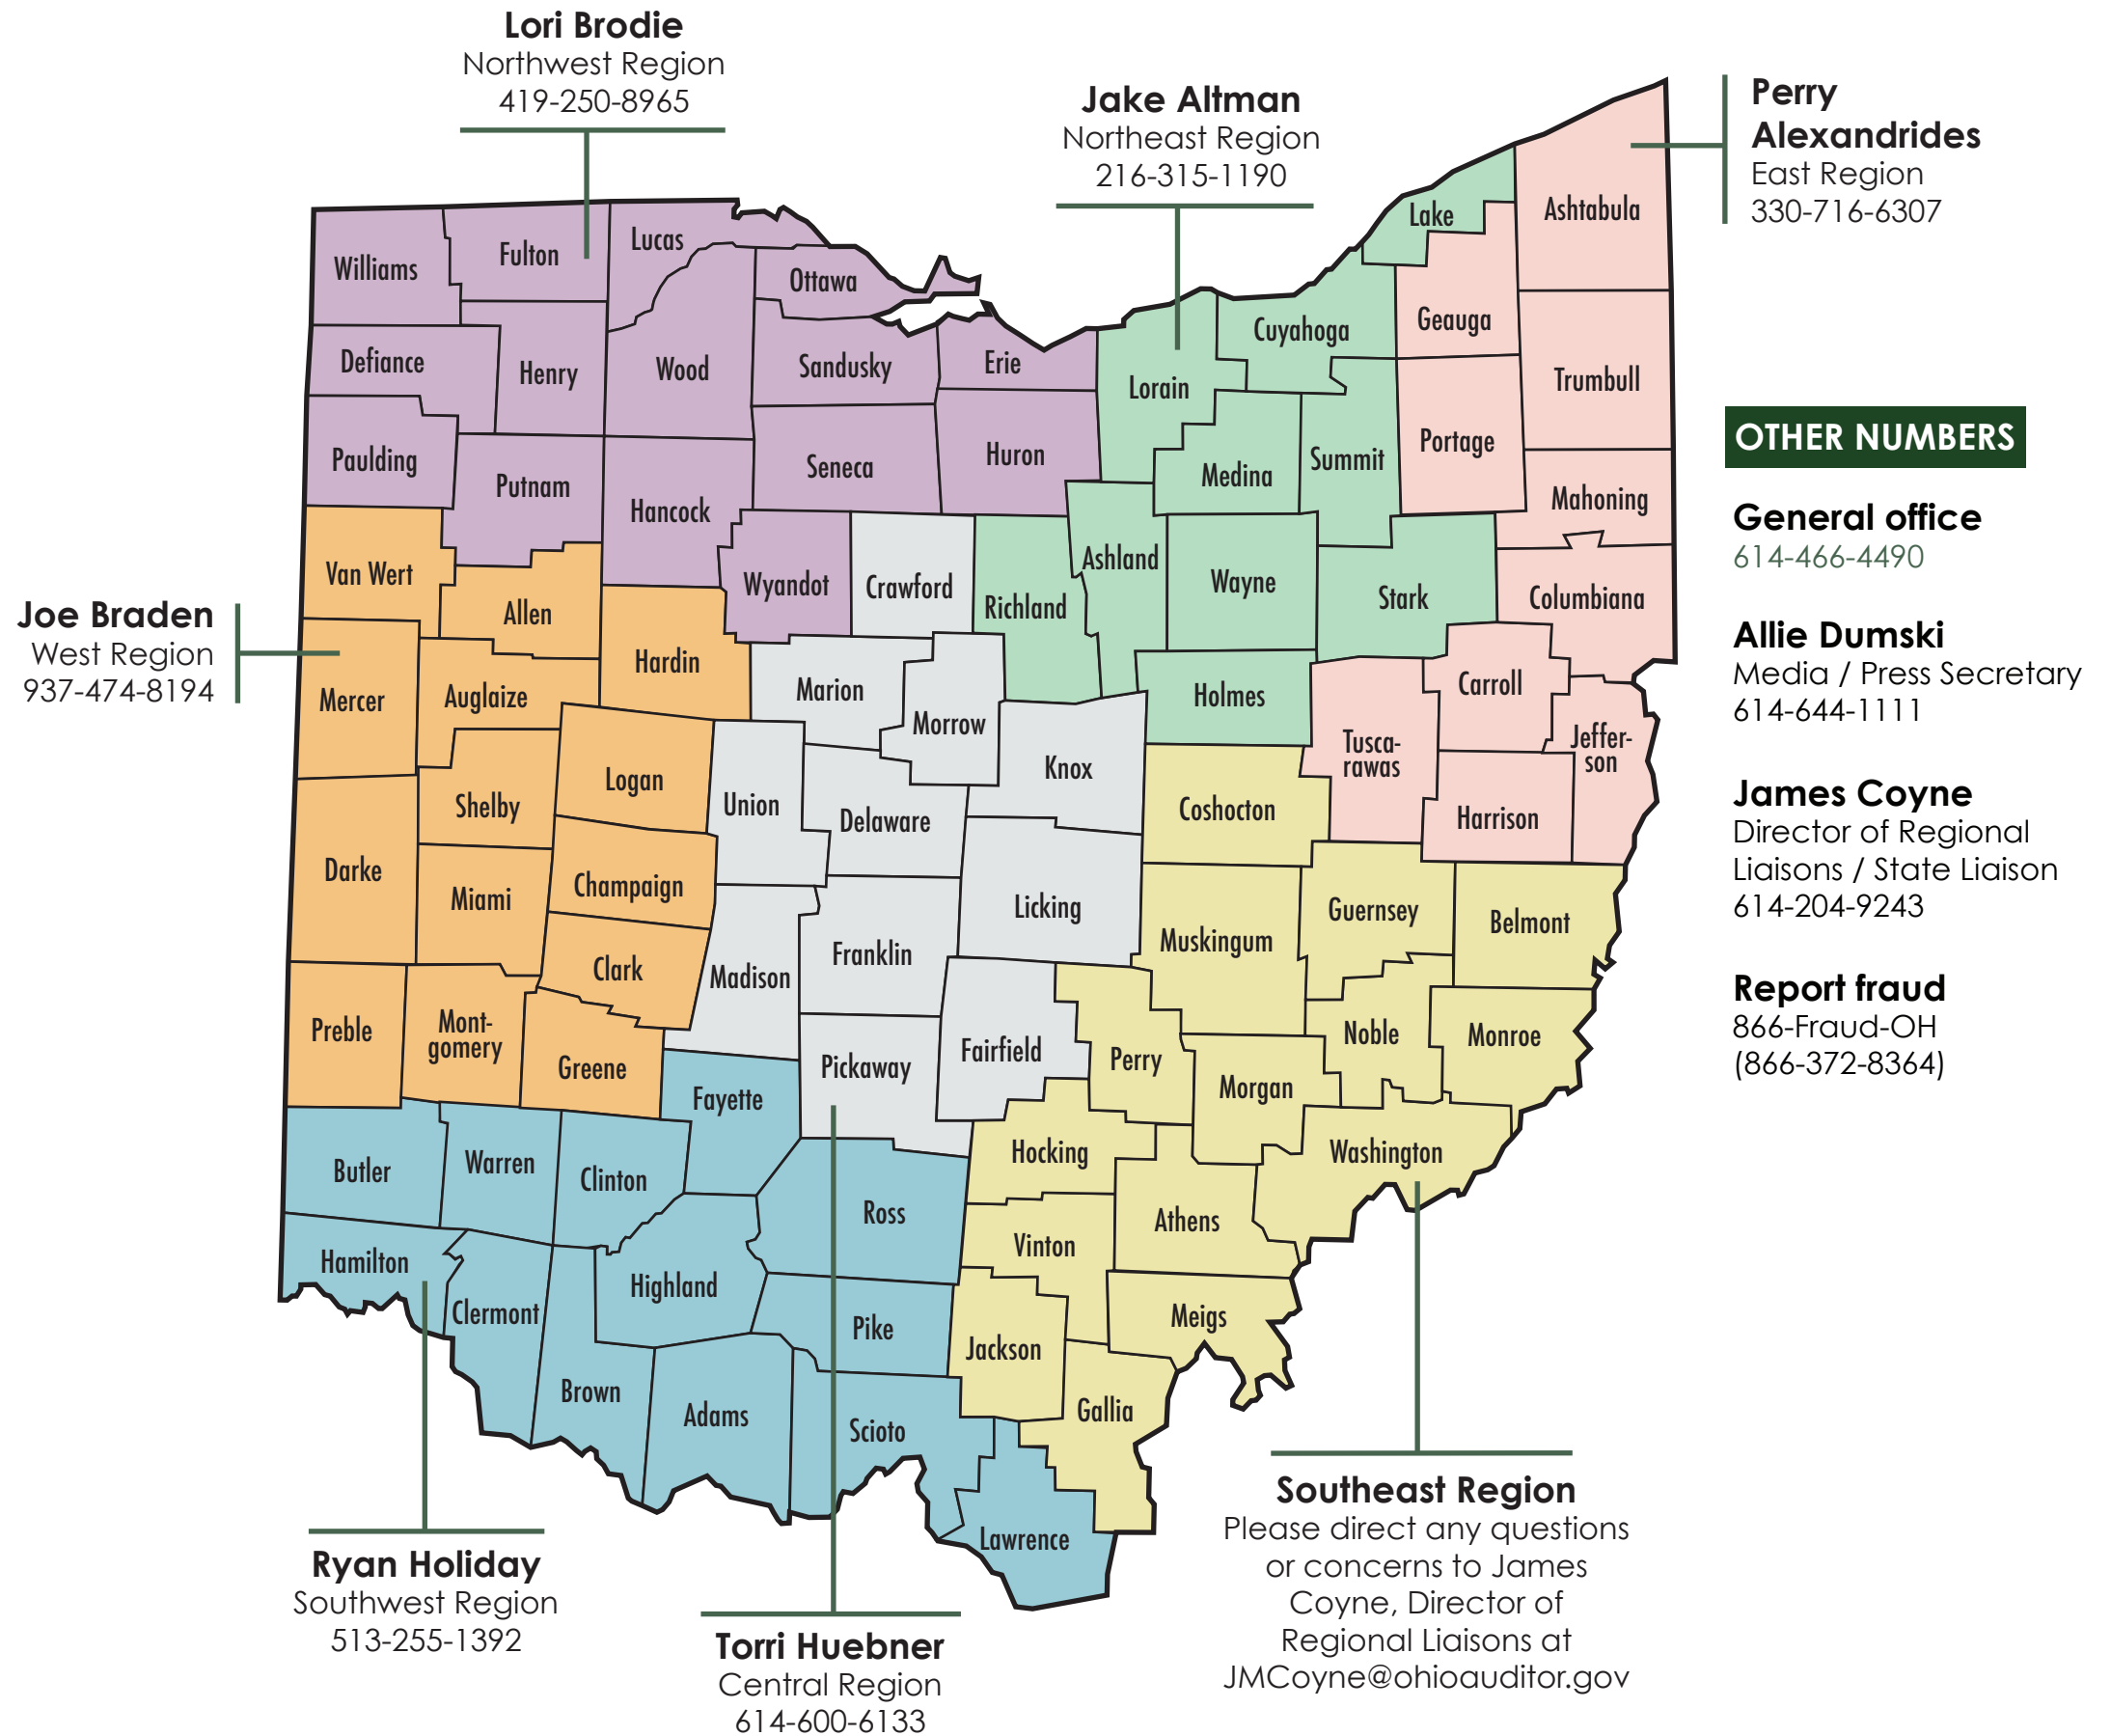 Lori Brodie
Northwest Region
419-250-8965
Jake Altman
Northeast Region
216-315-1190
Perry
Alexandrides
East Region
330-716-6307
Joe Braden
West Region
937-474-8194
Williams
Fulton
Lucas
Ottawa
Defiance
Henry
Wood
Sandusky
Erie
Paulding
Putnam
Hancock
Seneca
Huron
Wyandot
Lake
Ashtabula
Geauga
Cuyahoga
Lorain
Trumbull
Medina
Summit
Portage
Mahoning
Ashland
Richland
Wayne
Stark
Columbiana
Holmes
Carroll
Tusca-
rawas
Jeffer-
son
Harrison
Van Wert
Allen
Hardin
Mercer
Auglaize
Logan
Shelby
Darke
Miami
Champaign
Clark
Preble
Mont-
gomery
Greene
Crawford
Marion
Morrow
Knox
Union
Delaware
Licking
Franklin
Madison
Pickaway
Fairfield
Coshocton
Muskingum
Guernsey
Belmont
Noble
Monroe
Perry
Morgan
Washington
Hocking
Athens
Vinton
Meigs
Jackson
Gallia
Fayette
Butler
Warren
Clinton
Ross
Hamilton
Clermont
Highland
Pike
Brown
Adams
Scioto
Lawrence
OTHER NUMBERS
General office
614-466-4490
Allie Dumski
Media / Press Secretary
614-644-1111
James Coyne
Director of Regional
Liaisons / State Liaison
614-204-9243
Report fraud
866-Fraud-OH
(866-372-8364)
Ryan Holiday
Southwest Region
513-255-1392
Torri Huebner
Central Region
614-600-6133
Southeast Region
Please direct any questions
or concerns to James
Coyne, Director of
Regional Liaisons at
JMCoyne@ohioauditor.gov